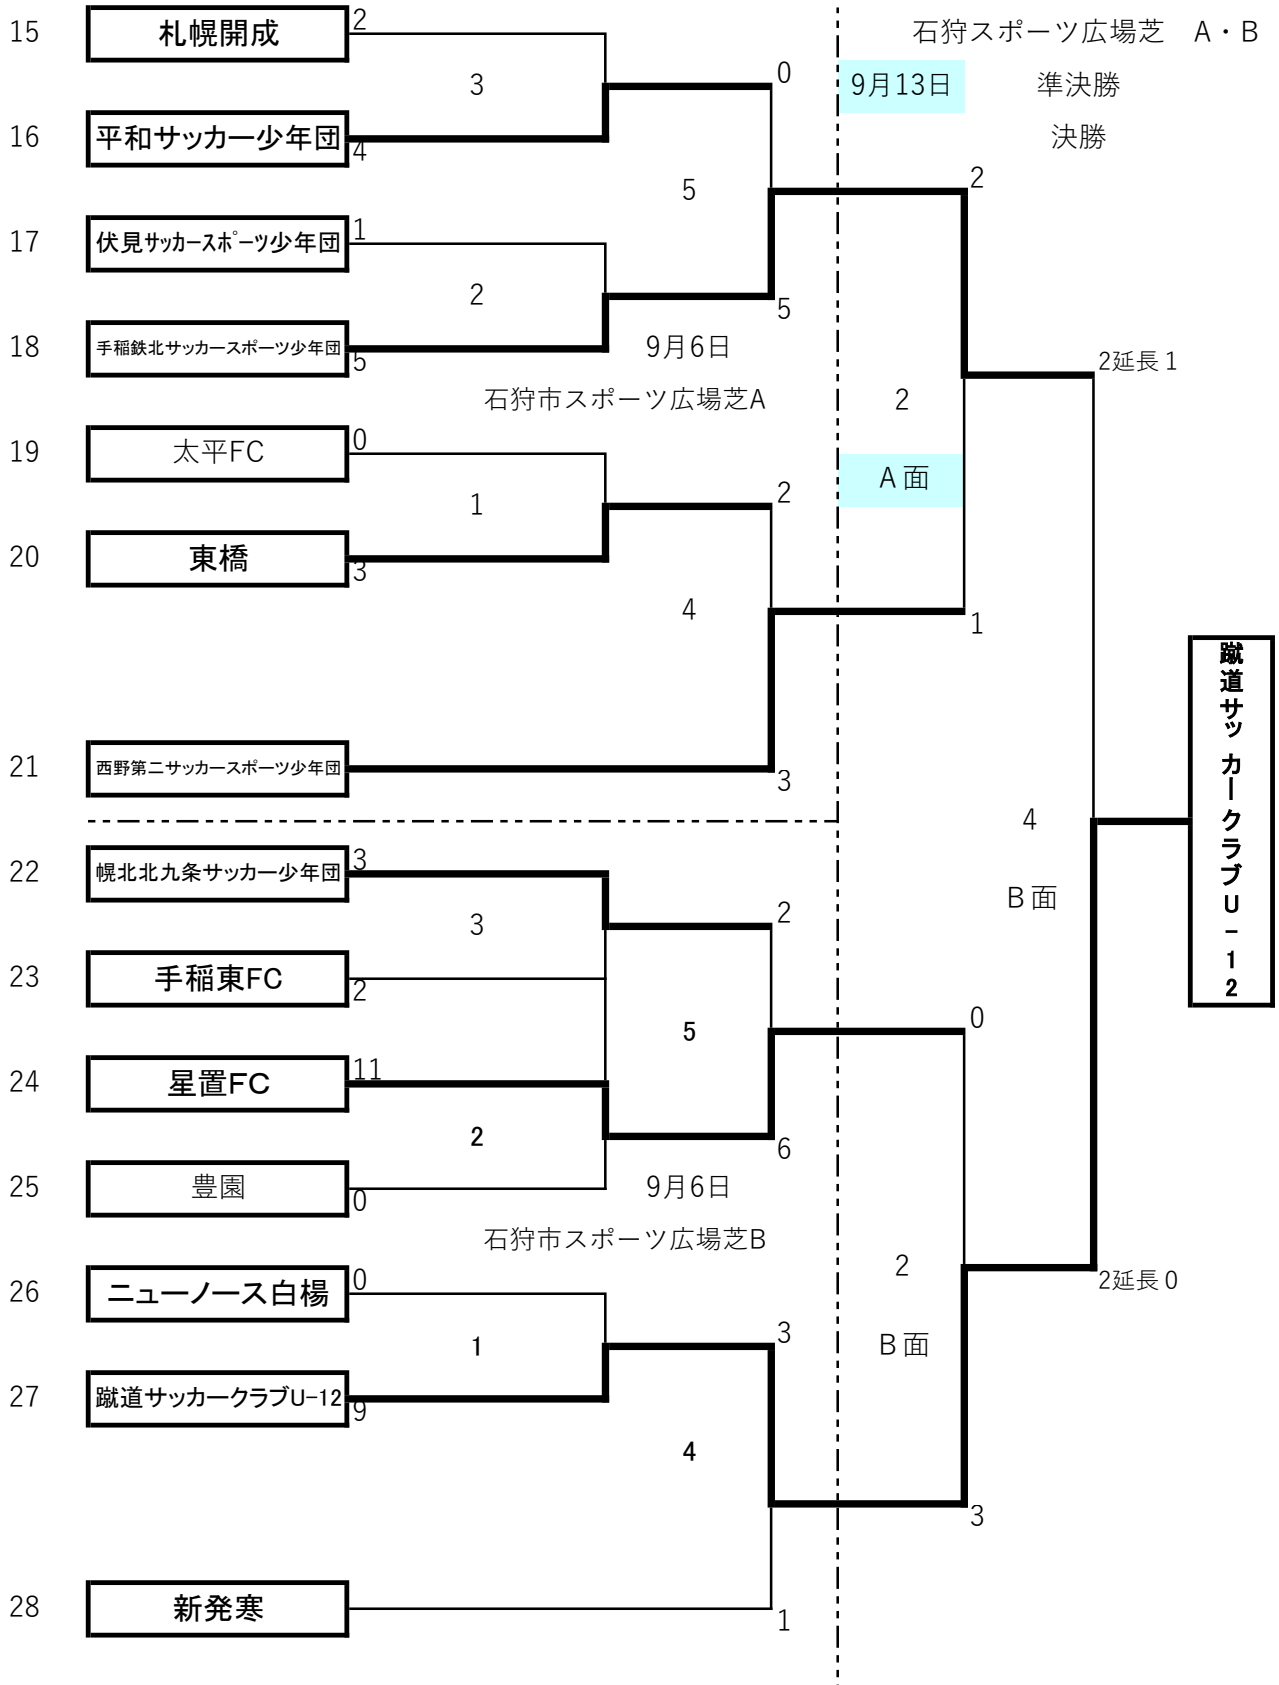 石狩スポーツ広場芝　A・B
15 札幌開成 2
9月13日 準決勝
3 0
16 平和サッカー少年団 4
決勝
5 2
17 伏見サッカースポーツ少年団 1
2 5
18 手稲鉄北サッカースポーツ少年団 5
9月6日
2延長１
石狩市スポーツ広場芝A 2
19 太平FC 0
A面
1 2
20 東橋 3
4 1
21 西野第二サッカースポーツ少年団 3
4
22 幌北北九条サッカー少年団 3
B面
3 2
23 手稲東FC 2
5 0
24 星置FC 11
2 6
25 豊園 0
9月6日
石狩市スポーツ広場芝B
2
2延長０
26 ニューノース白楊 0
1 3
B面
27 蹴道サッカークラブU-12 9
4 3
28 新発寒 1
蹴道サッカークラブU-12